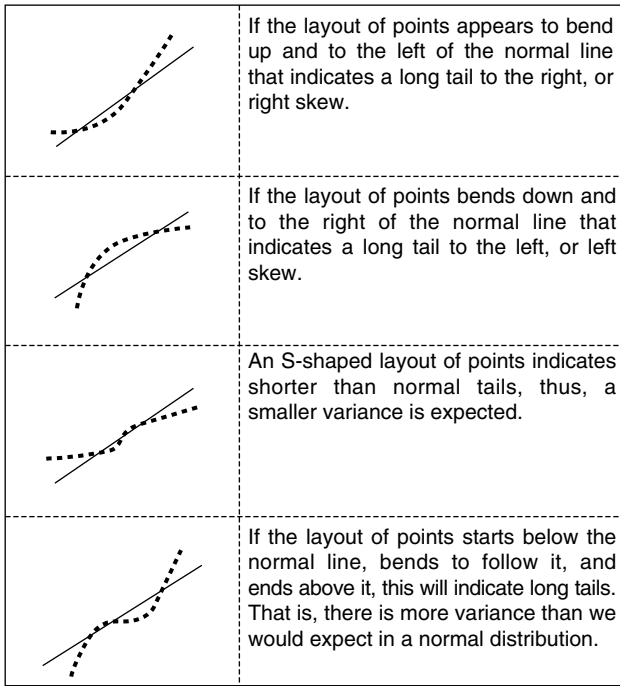 If the layout of points appears to bend
up and to the left of the normal line
that indicates a long tail to the right, or
right skew.
If the layout of points bends down and
to the right of the normal line that
indicates a long tail to the left, or left
skew.
An S-shaped layout of points indicates
shorter than normal tails, thus, a
smaller variance is expected.
If the layout of points starts below the
normal line, bends to follow it, and
ends above it, this will indicate long tails.
That is, there is more variance than we
would expect in a normal distribution.